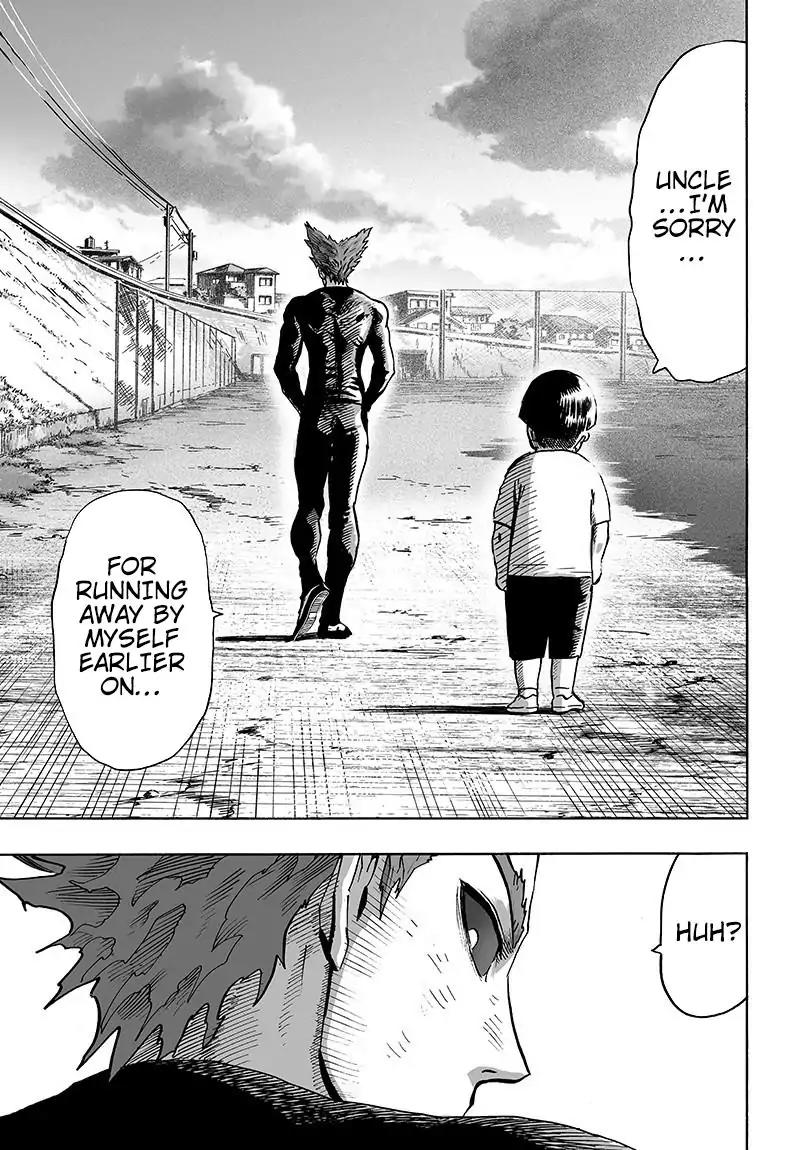 UNCLE
...I'M
SORRY
...
FOR
RUNNING
AWAY BY
MYSELF
EARLIER
ON...
HUH?